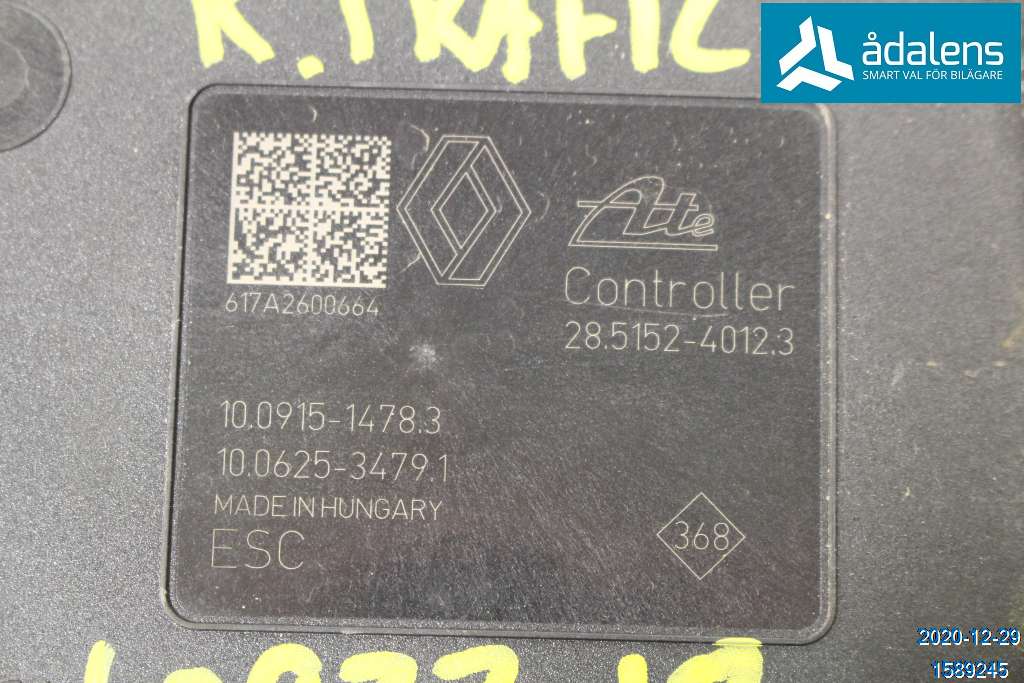 K. TRAFIC
ådalens
SMART VAL FÖR BILÄGARE
617A2600664
Ate
Controller
28.5152-4012.3
10.0915-1478.3
10.0625-3479.1
MADE IN HUNGARY
ESC
368
2020-12-29
1589245